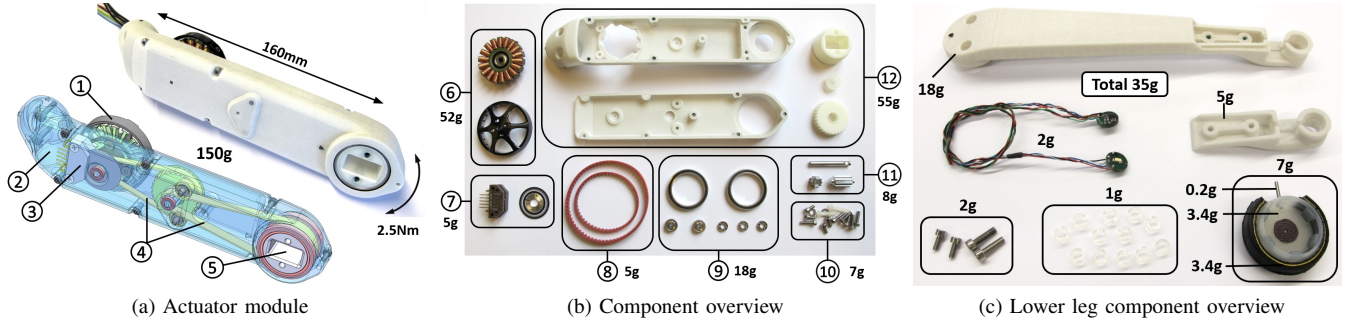 160mm
1
150g
2
3
4
5
2.5Nm
(a) Actuator module
6
52g
12
55g
7
5g
11
8g
8
5g
9
18g
10
7g
(b) Component overview
18g
Total 35g
5g
2g
7g
0.2g
3.4g
2g
1g
3.4g
(c) Lower leg component overview